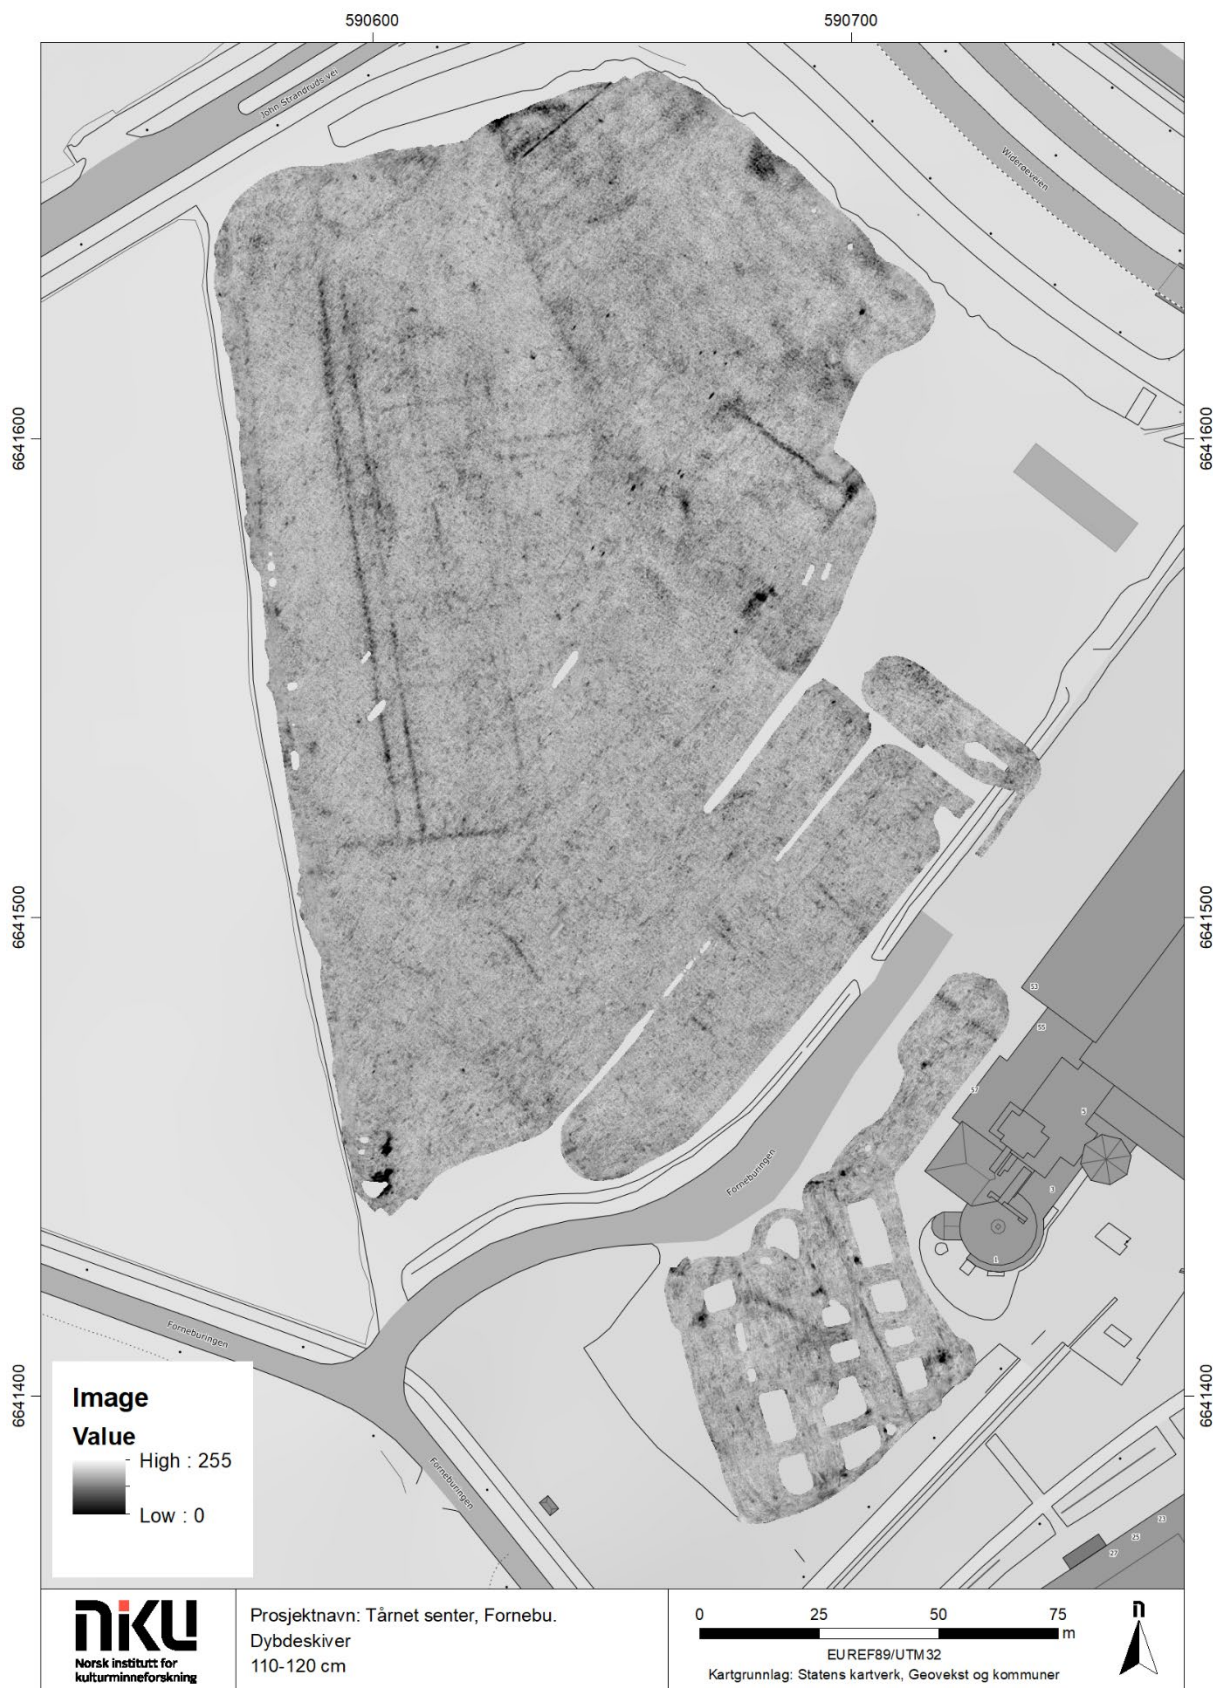 590600
590700
John Strandruds vei
Widerøeveien
6641600
6641600
6641500
6641500
53
55
57
5
3
1
Forneburingen
Forneburingen
Forneburingen
6641400
6641400
23
25
27
Image
Value
High : 255
Low : 0
NIKU
Norsk institutt for
kulturminneforskning
Prosjektnavn: Tårnet senter, Fornebu.
Dybdeskiver
110-120 cm
0 25 50 75
m
EUREF89/UTM32
Kartgrunnlag: Statens kartverk, Geovekst og kommuner
n